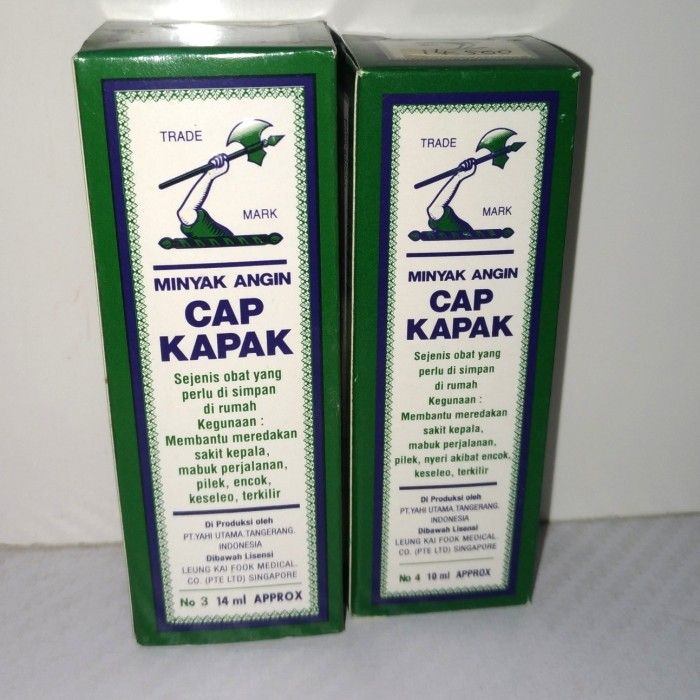 TRADE
MARK
MINYAK ANGIN
CAP
KAPAK
Sejenis obat yang
perlu di simpan
di rumah
Kegunaan :
Membantu meredakan
sakit kepala,
mabuk perjalanan,
pilek, encok,
keseleo, terkilir
Di Produksi oleh
PT.YAHI UTAMA.TANGERANG.
INDONESIA
Dibawah Lisensi
LEUNG KAI FOOK MEDICAL.
CO. (PTE LTD) SINGAPORE
No 3 14 ml APPROX
TRADE
MARK
MINYAK ANGIN
CAP
KAPAK
Sejenis obat yang
perlu di simpan
di rumah
Kegunaan :
Membantu meredakan
sakit kepala,
mabuk perjalanan,
pilek, nyeri akibat encok,
keseleo, terkilir
Di Produksi oleh
PT.YAHI UTAMA.TANGERANG.
INDONESIA
Dibawah Lisensi
LEUNG KAI FOOK MEDICAL.
CO. (PTE LTD) SINGAPORE
No 4 10 ml APPROX